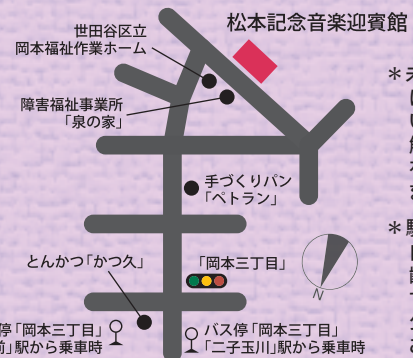 松本記念音楽迎賓館
世田谷区立
岡本福祉作業ホーム
障害福祉事業所
「泉の家」
手づくりパン
「ペトラン」
とんかつ「かつ久」
「岡本三丁目」
N
停「岡本三丁目」
前」駅から乗車時
バス停「岡本三丁目」
「二子玉川」駅から乗車時